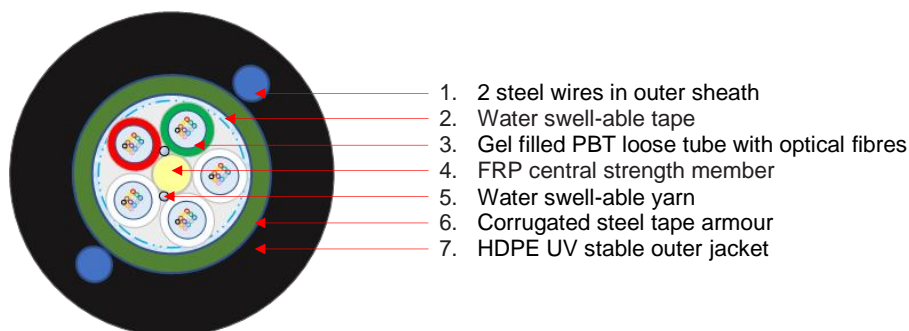 1. 2 steel wires in outer sheath
2. Water swell-able tape
3. Gel filled PBT loose tube with optical fibres
4. FRP central strength member
5. Water swell-able yarn
6. Corrugated steel tape armour
7. HDPE UV stable outer jacket